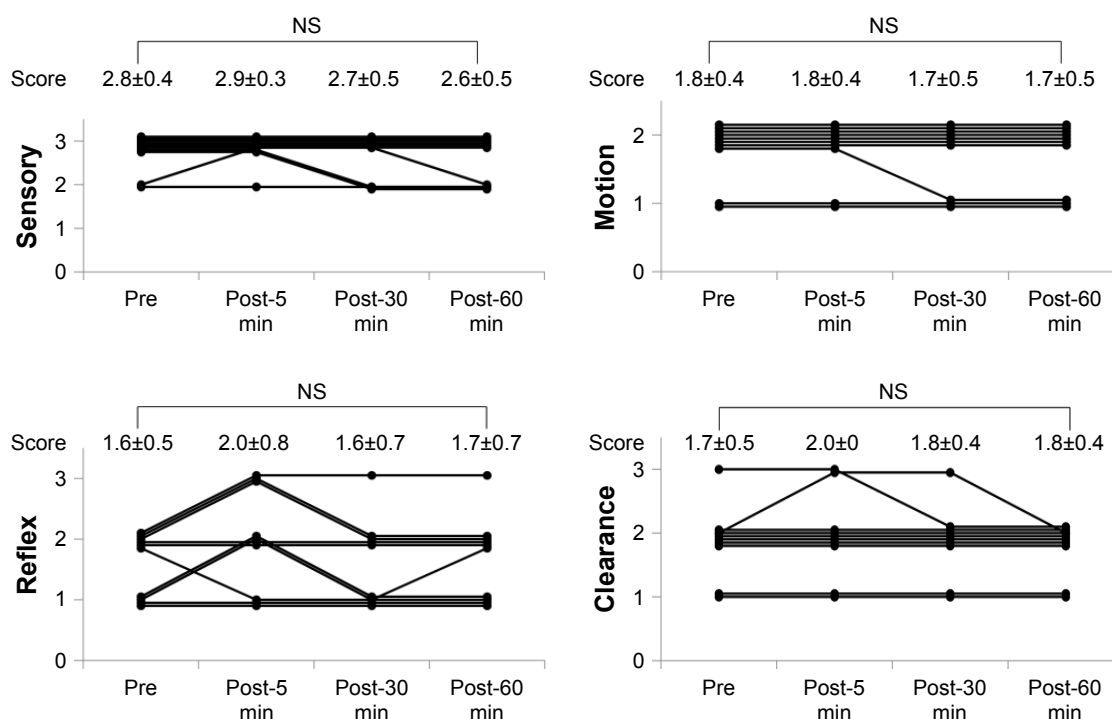 NS
Score 2.8±0.4 2.9±0.3 2.7±0.5 2.6±0.5
Sensory
3
2
1
0
Pre Post-5 min Post-30 min Post-60 min
NS
Score 1.8±0.4 1.8±0.4 1.7±0.5 1.7±0.5
Motion
2
1
0
Pre Post-5 min Post-30 min Post-60 min
NS
Score 1.6±0.5 2.0±0.8 1.6±0.7 1.7±0.7
Reflex
3
2
1
0
Pre Post-5 min Post-30 min Post-60 min
NS
Score 1.7±0.5 2.0±0 1.8±0.4 1.8±0.4
Clearance
3
2
1
0
Pre Post-5 min Post-30 min Post-60 min